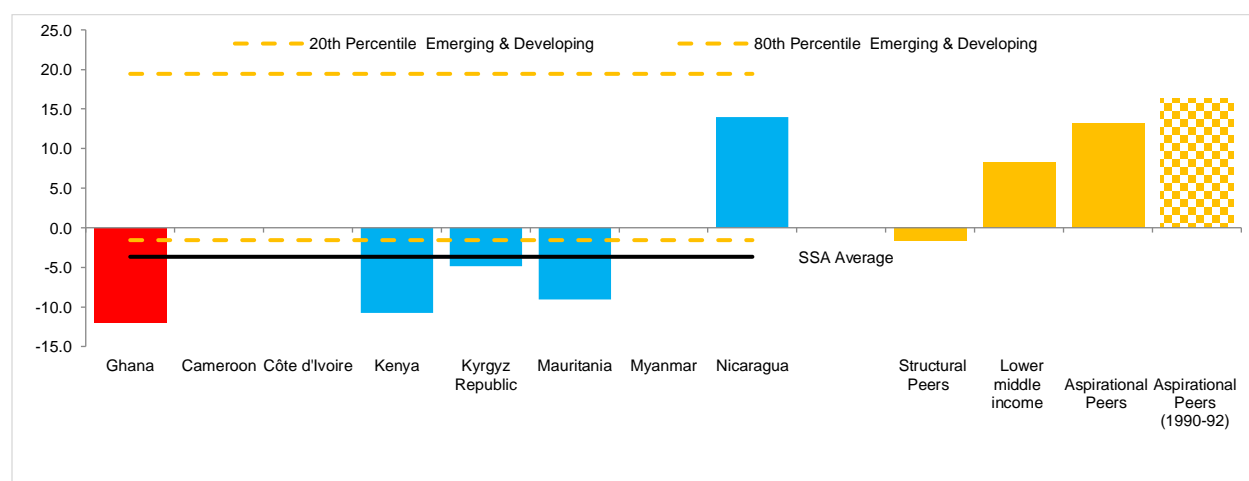 25.0
20th Percentile Emerging & Developing
80th Percentile Emerging & Developing
20.0
15.0
10.0
5.0
0.0
-5.0
SSA Average
-10.0
-15.0
Ghana
Cameroon
Côte d'Ivoire
Kenya
Kyrgyz
Republic
Mauritania
Myanmar
Nicaragua
Structural
Peers
Lower
middle
income
Aspirational
Peers
Aspirational
Peers
(1990-92)